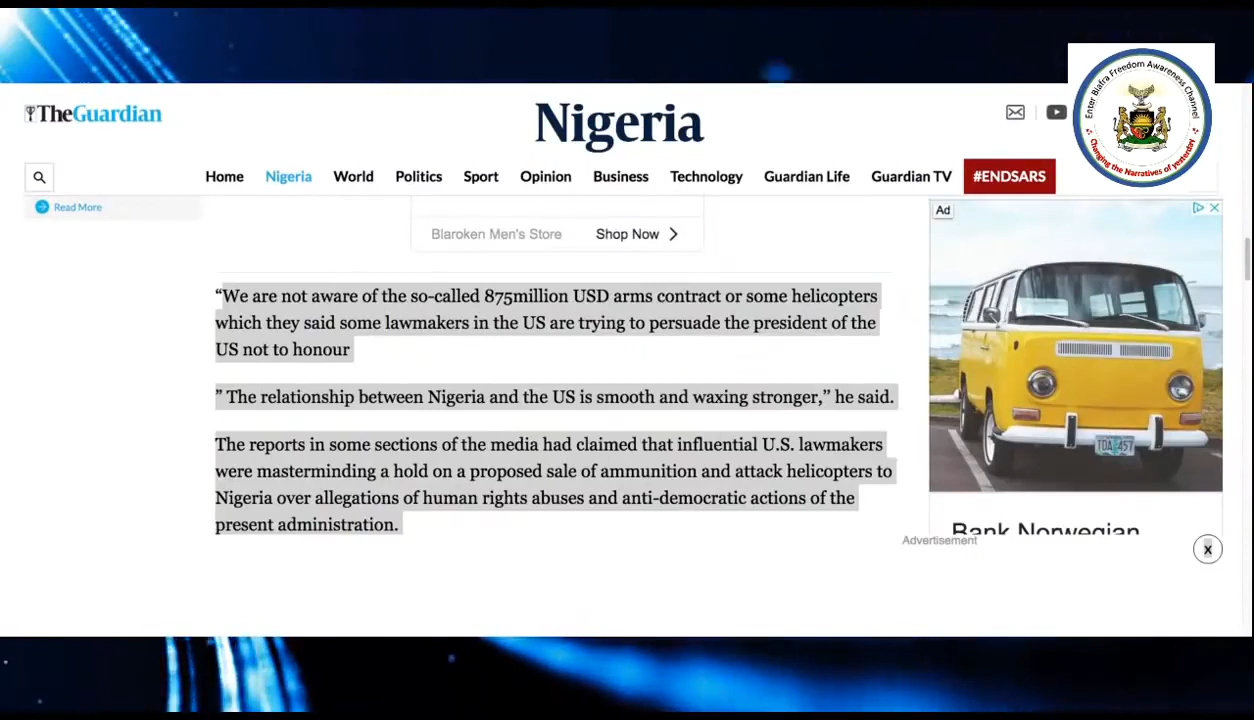 Enter Biafra Freedom Awareness Channel
Changing the Narratives of Yesterday
TheGuardian
Nigeria
Home Nigeria World Politics Sport Opinion Business Technology Guardian Life Guardian TV #ENDSARS
Read More
Blaroken Men's Store Shop Now
Ad
“We are not aware of the so-called 875million USD arms contract or some helicopters
which they said some lawmakers in the US are trying to persuade the president of the
US not to honour
” The relationship between Nigeria and the US is smooth and waxing stronger,” he said.
The reports in some sections of the media had claimed that influential U.S. lawmakers
were masterminding a hold on a proposed sale of ammunition and attack helicopters to
Nigeria over allegations of human rights abuses and anti-democratic actions of the
present administration.
Bank Norwegian
Advertisement
X